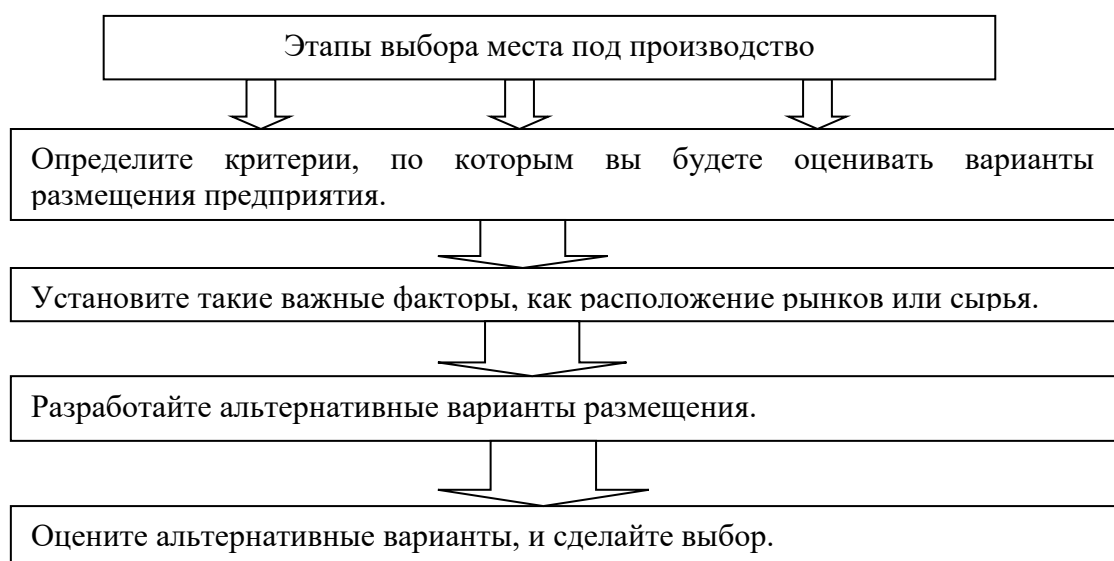 Этапы выбора места под производство
Определите критерии, по которым вы будете оценивать варианты
размещения предприятия.
Установите такие важные факторы, как расположение рынков или сырья.
Разработайте альтернативные варианты размещения.
Оцените альтернативные варианты, и сделайте выбор.